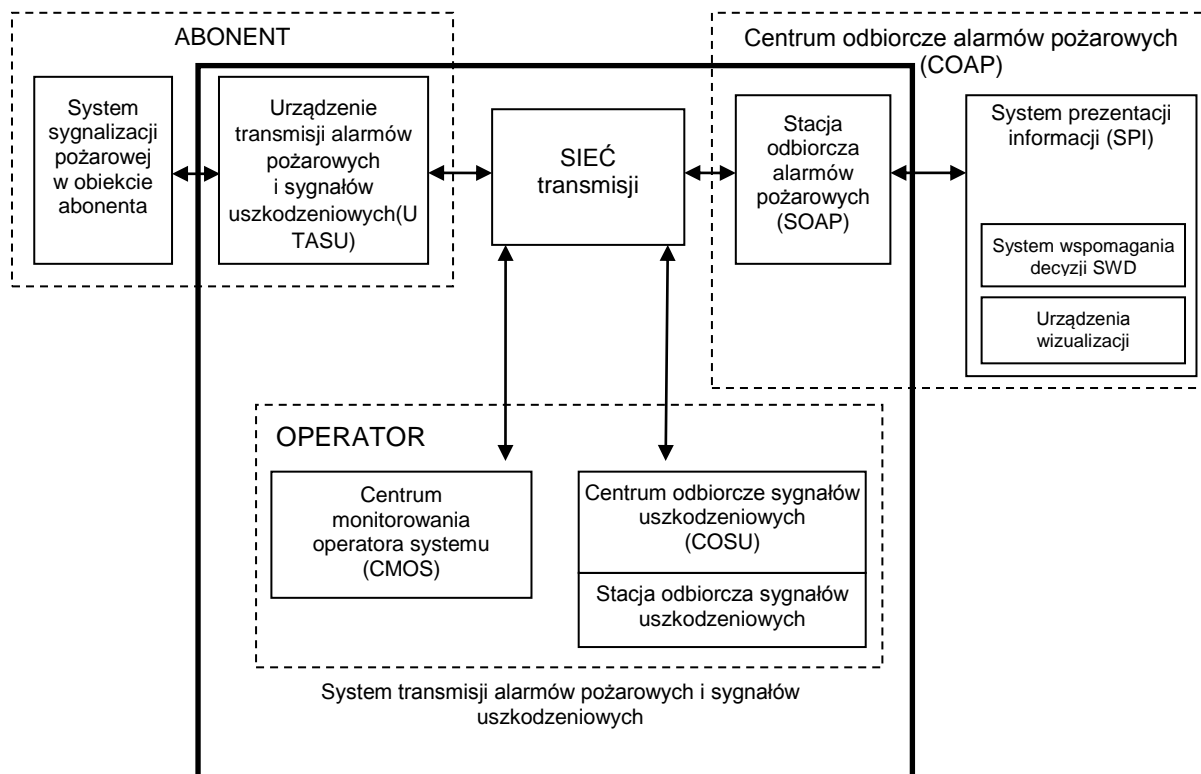 ABONENT
System
sygnalizacji
pożarowej
w obiekcie
abonenta
Urządzenie
transmisji alarmów
pożarowych
i sygnałów
uszkodzeniowych(U
TASU)
SIEĆ
transmisji
Centrum odbiorcze alarmów pożarowych
(COAP)
Stacja
odbiorcza
alarmów
pożarowych
(SOAP)
System prezentacji
informacji (SPI)
System wspomagania
decyzji SWD
Urządzenia
wizualizacji
OPERATOR
Centrum
monitorowania
operatora systemu
(CMOS)
Centrum odbiorcze sygnałów
uszkodzeniowych
(COSU)
Stacja odbiorcza sygnałów
uszkodzeniowych
System transmisji alarmów pożarowych i sygnałów
uszkodzeniowych